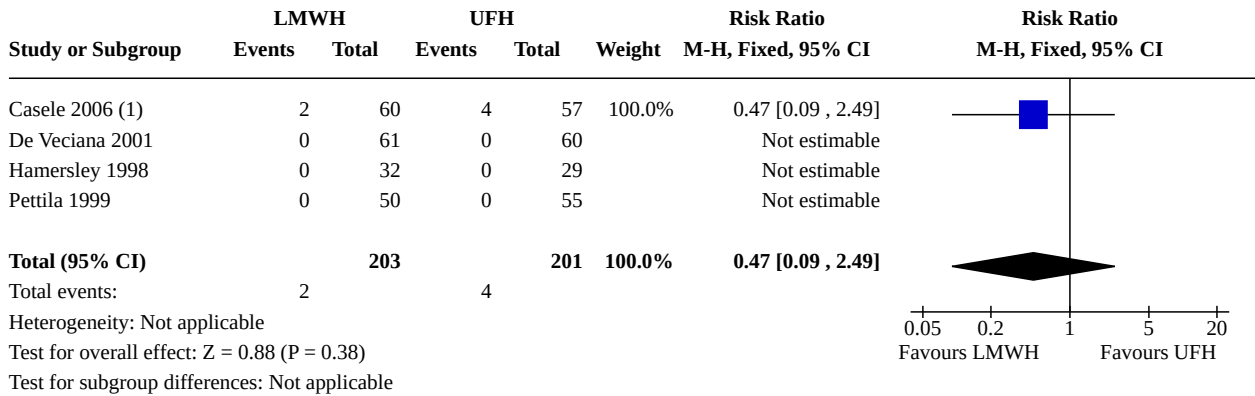 LMWH UFH Risk Ratio Risk Ratio
Study or Subgroup Events Total Events Total Weight M-H, Fixed, 95% CI M-H, Fixed, 95% CI
Casele 2006 (1) 2 60 4 57 100.0% 0.47 [0.09 , 2.49]
De Veciana 2001 0 61 0 60 Not estimable
Hamersley 1998 0 32 0 29 Not estimable
Pettila 1999 0 50 0 55 Not estimable
Total (95% CI) 203 201 100.0% 0.47 [0.09 , 2.49]
Total events: 2 4
Heterogeneity: Not applicable
0.05 0.2 1 5 20
Test for overall effect: Z = 0.88 (P = 0.38)
Favours LMWH Favours UFH
Test for subgroup differences: Not applicable